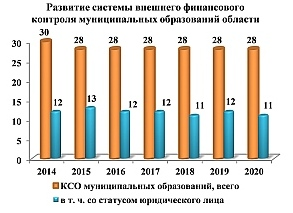 Развитие системы внешнего финансового
контроля муниципальных образований области
30
25
20
15
10
5
0
30 28 28 28 28 28 28
12 13 12 12 11 12 11
2014 2015 2016 2017 2018 2019 2020
КСО муниципальных образований, всего
в т. ч. со статусом юридического лица